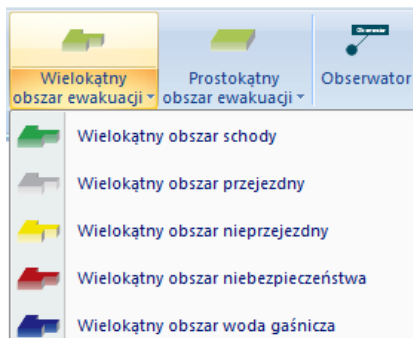 Wielokątny
obszar ewakuacji
Prostokątny
obszar ewakuacji
Obserwator
Wielokątny obszar schody
Wielokątny obszar przejezdny
Wielokątny obszar nieprzejezdny
Wielokątny obszar niebezpieczeństwa
Wielokątny obszar woda gaśnicza